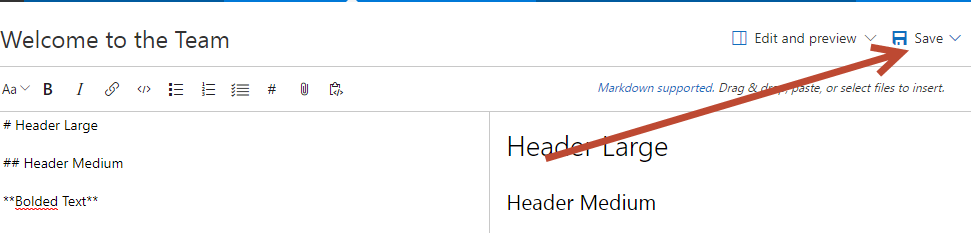 Welcome to the Team
Edit and preview
Save
Aa B I </> #
Markdown supported. Drag & drop, paste, or select files to insert.
# Header Large
Header Large
## Header Medium
Header Medium
**Bolded Text**